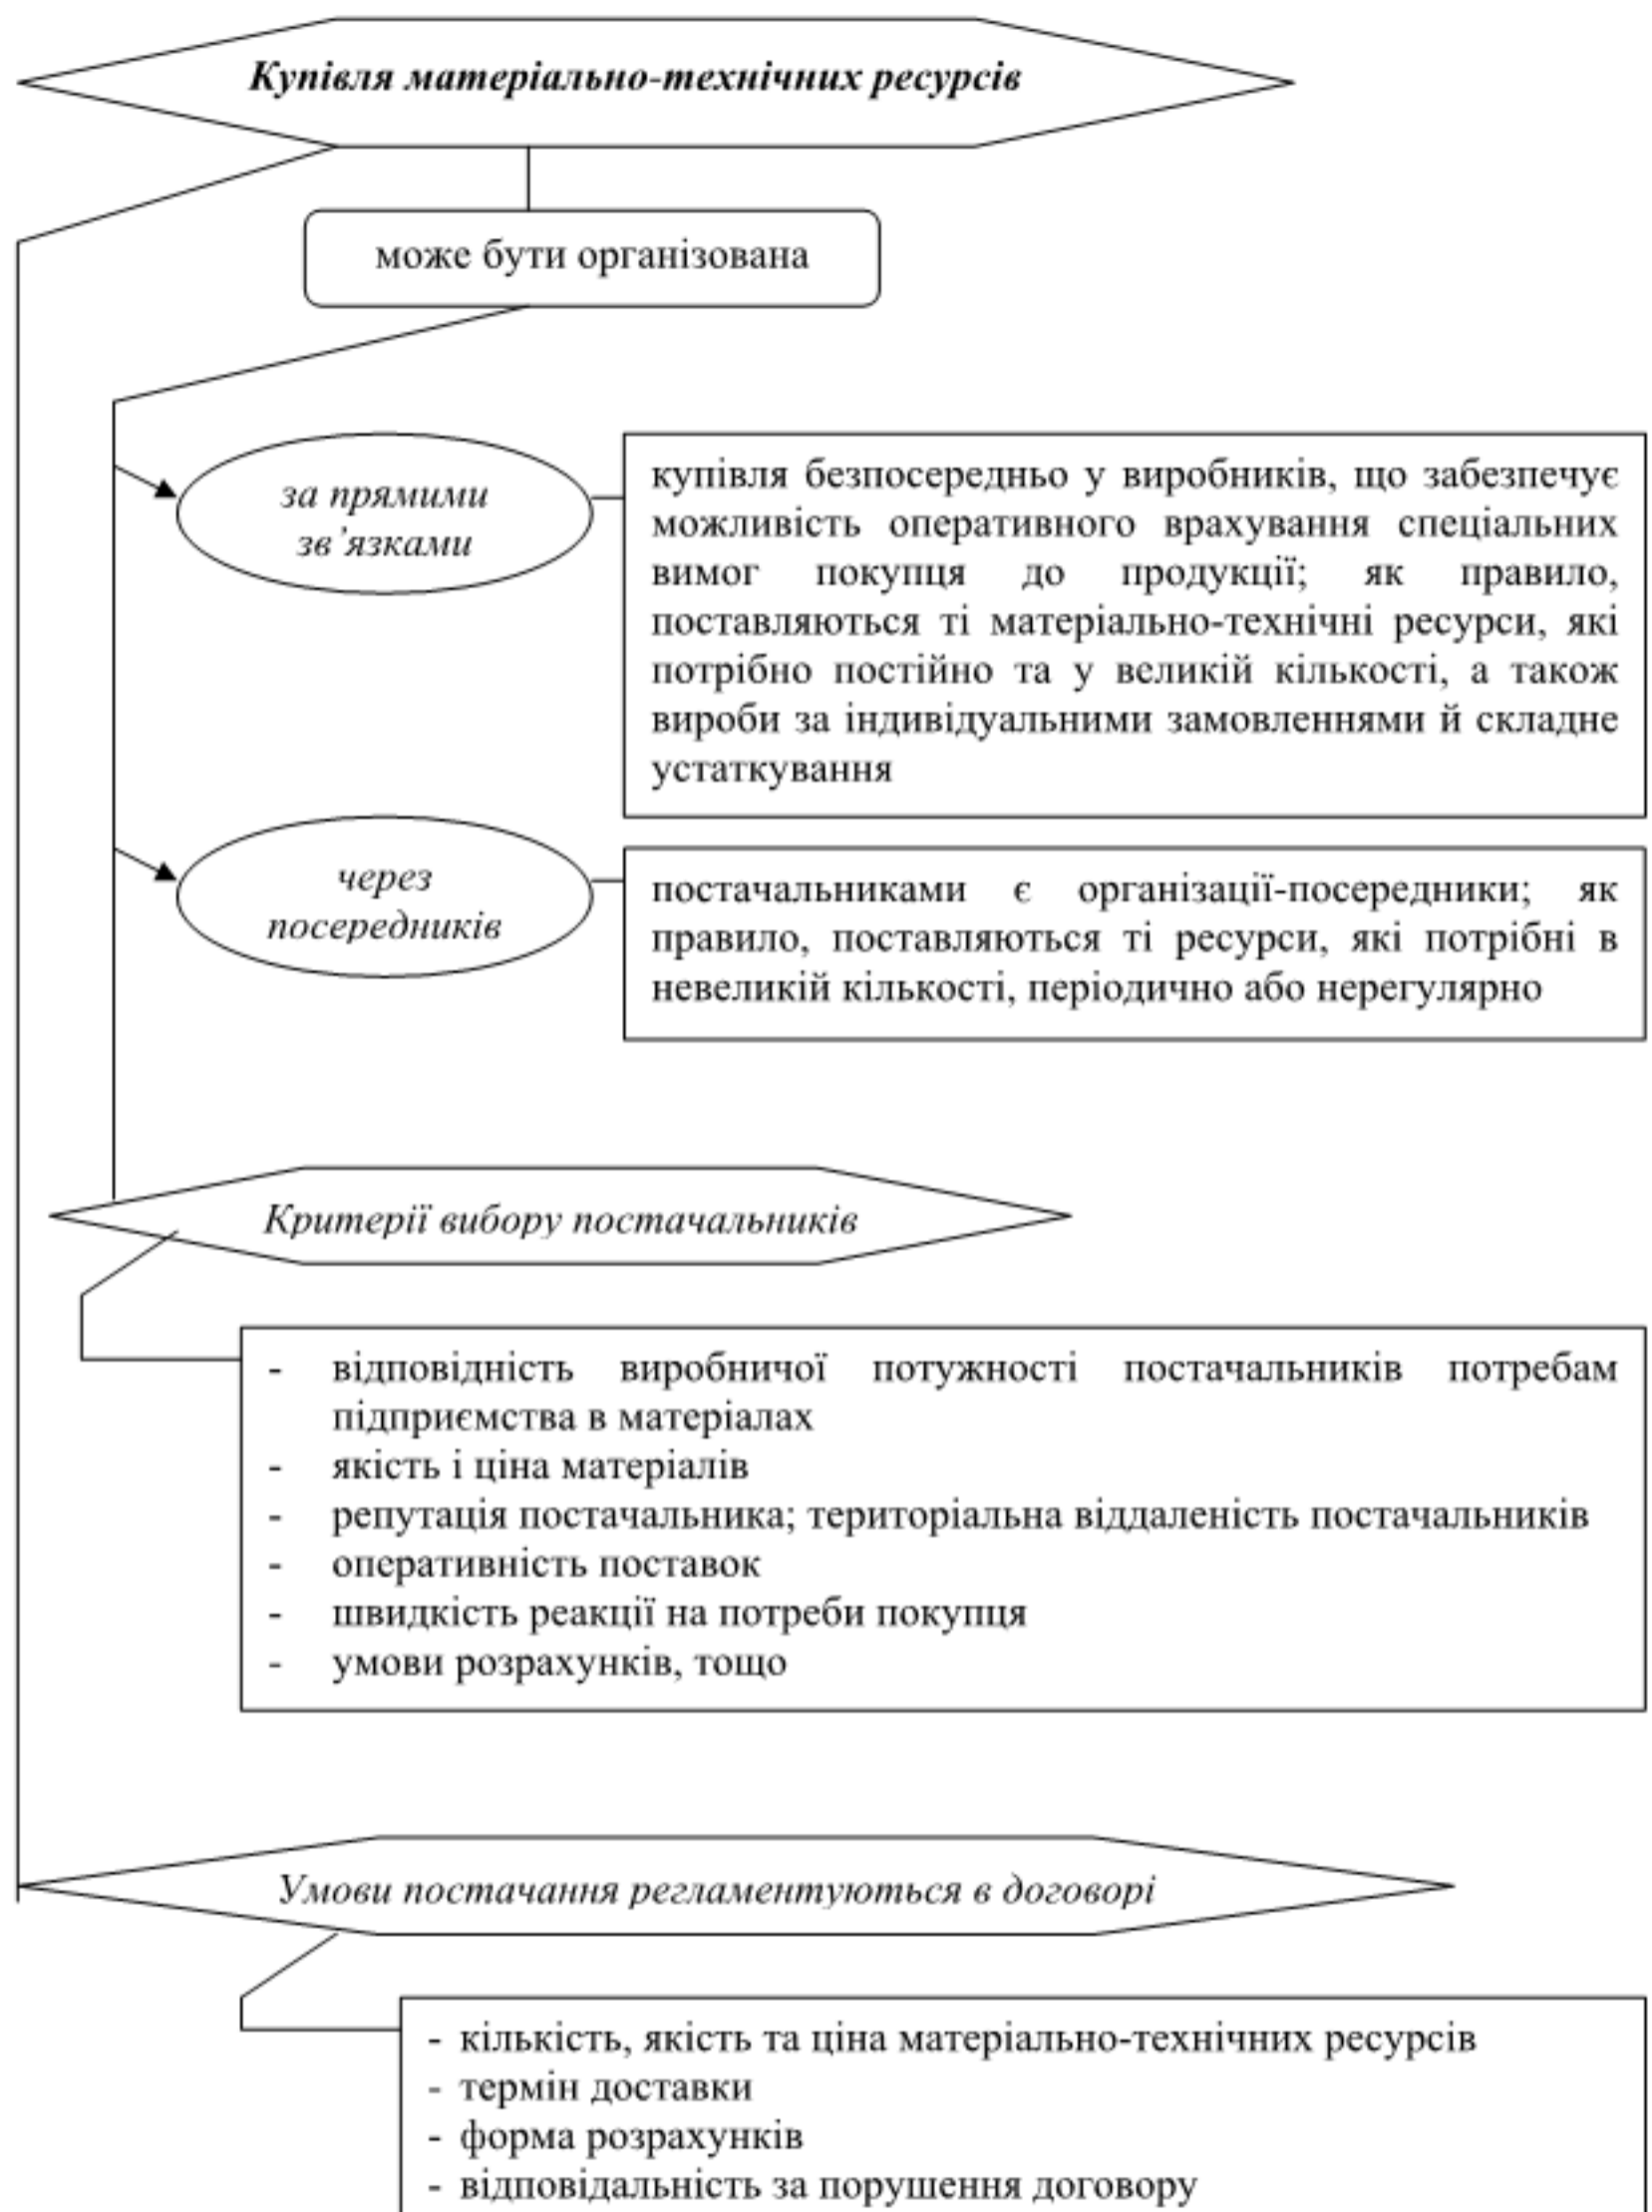 Купівля матеріально-технічних ресурсів
може бути організована
за прямими
зв’язками
купівля безпосередньо у виробників, що забезпечує
можливість оперативного врахування спеціальних
вимог покупця до продукції; як правило,
поставляються ті матеріально-технічні ресурси, які
потрібно постійно та у великій кількості, а також
вироби за індивідуальними замовленнями й складне
устаткування
через
посередників
постачальниками є організації-посередники; як
правило, поставляються ті ресурси, які потрібні в
невеликій кількості, періодично або нерегулярно
Критерії вибору постачальників
- відповідність виробничої потужності постачальників потребам
підприємства в матеріалах
- якість і ціна матеріалів
- репутація постачальника; територіальна віддаленість постачальників
- оперативність поставок
- швидкість реакції на потреби покупця
- умови розрахунків, тощо
Умови постачання регламентуються в договорі
- кількість, якість та ціна матеріально-технічних ресурсів
- термін доставки
- форма розрахунків
- відповідальність за порушення договору